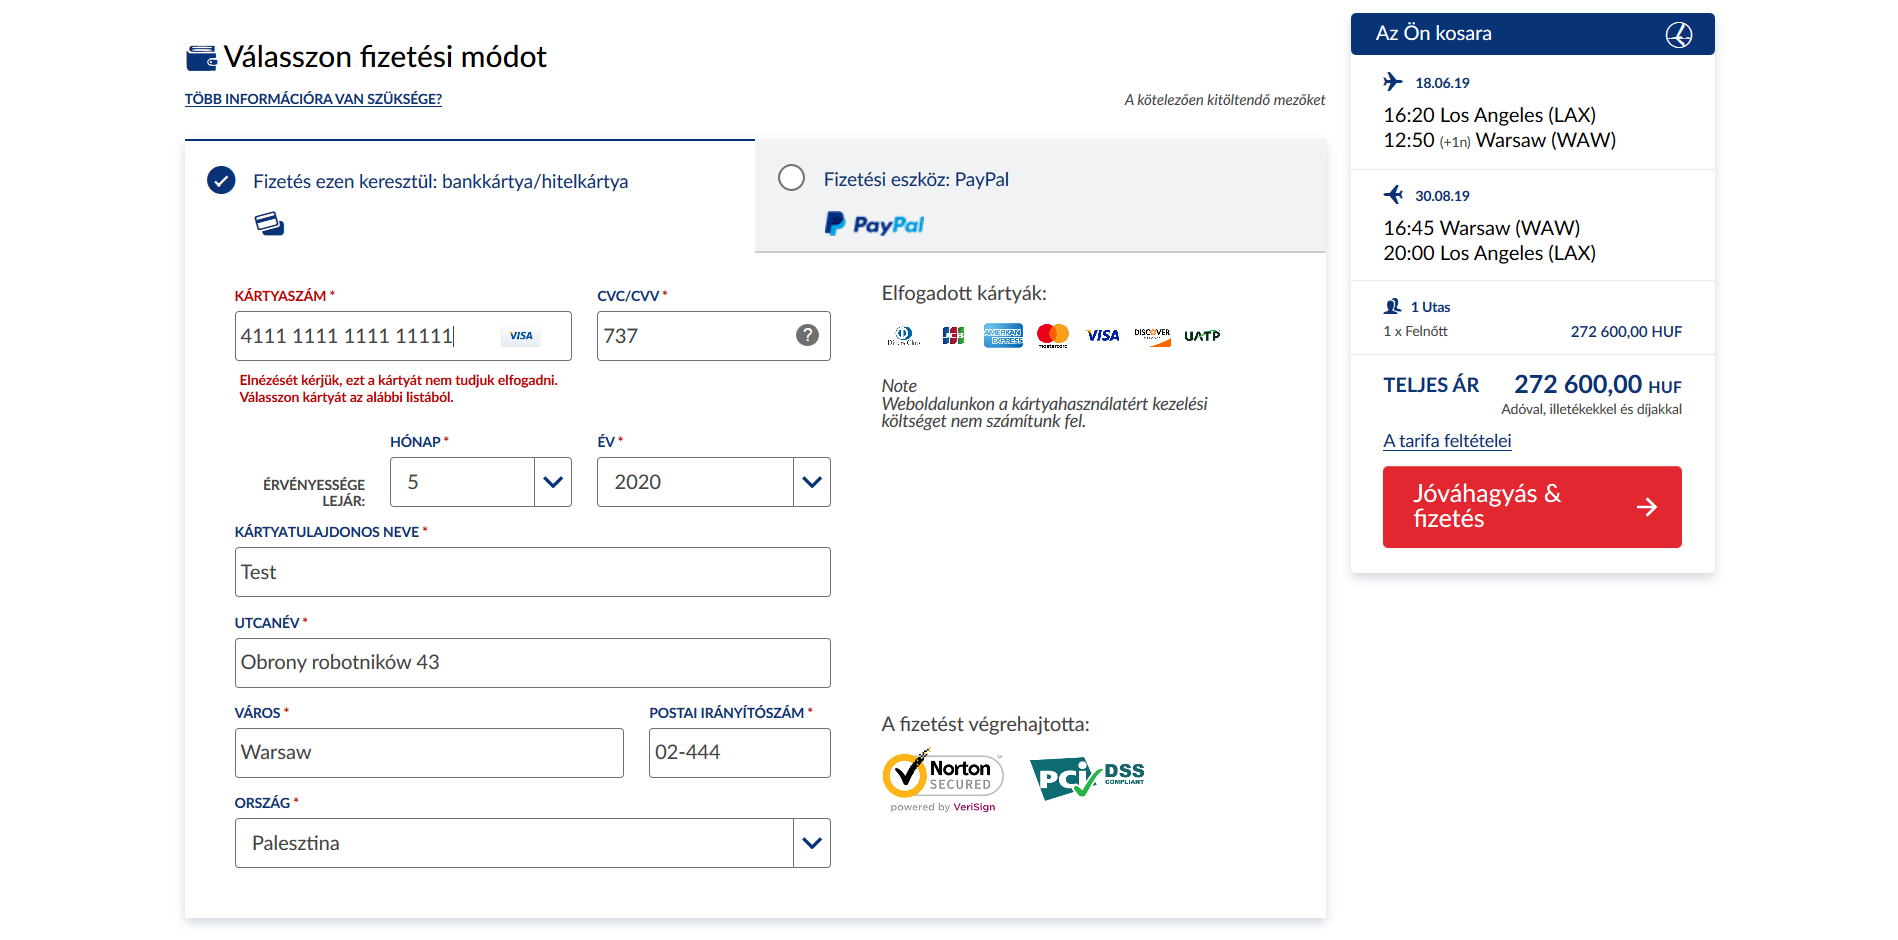 Válasszon fizetési módot
TÖBB INFORMÁCIÓRA VAN SZÜKSÉGE?
A kötelezően kitöltendő mezőket
Fizetés ezen keresztül: bankkártya/hitelkártya
Fizetési eszköz: PayPal
PayPal
KÁRTYASZÁM *
CVC/CVV *
4111 1111 1111 11111
VISA
737
?
Elnézését kérjük, ezt a kártyát nem tudjuk elfogadni.
Válasszon kártyát az alábbi listából.
HÓNAP *
ÉV *
ÉRVÉNYESSÉGE
LEJÁR:
5
2020
KÁRTYATULAJDONOS NEVE *
Test
UTCANÉV *
Obrony robotników 43
VÁROS *
POSTAI IRÁNYÍTÓSZÁM *
Warsaw
02-444
ORSZÁG *
Palesztina
Elfogadott kártyák:
Diners Club JCB AMERICAN EXPRESS mastercard VISA DISCOVER UATP
Note
Weboldalunkon a kártyahasználatért kezelési
költséget nem számítunk fel.
A fizetést végrehajtotta:
Norton
SECURED
powered by VeriSign
PCI DSS
COMPLIANT
Az Ön kosara
18.06.19
16:20 Los Angeles (LAX)
12:50 (+1n) Warsaw (WAW)
30.08.19
16:45 Warsaw (WAW)
20:00 Los Angeles (LAX)
1 Utas
1 x Felnőtt
272 600,00 HUF
TELJES ÁR 272 600,00 HUF
Adóval, illetékekkel és díjakkal
A tarifa feltételei
Jóváhagyás &
fizetés